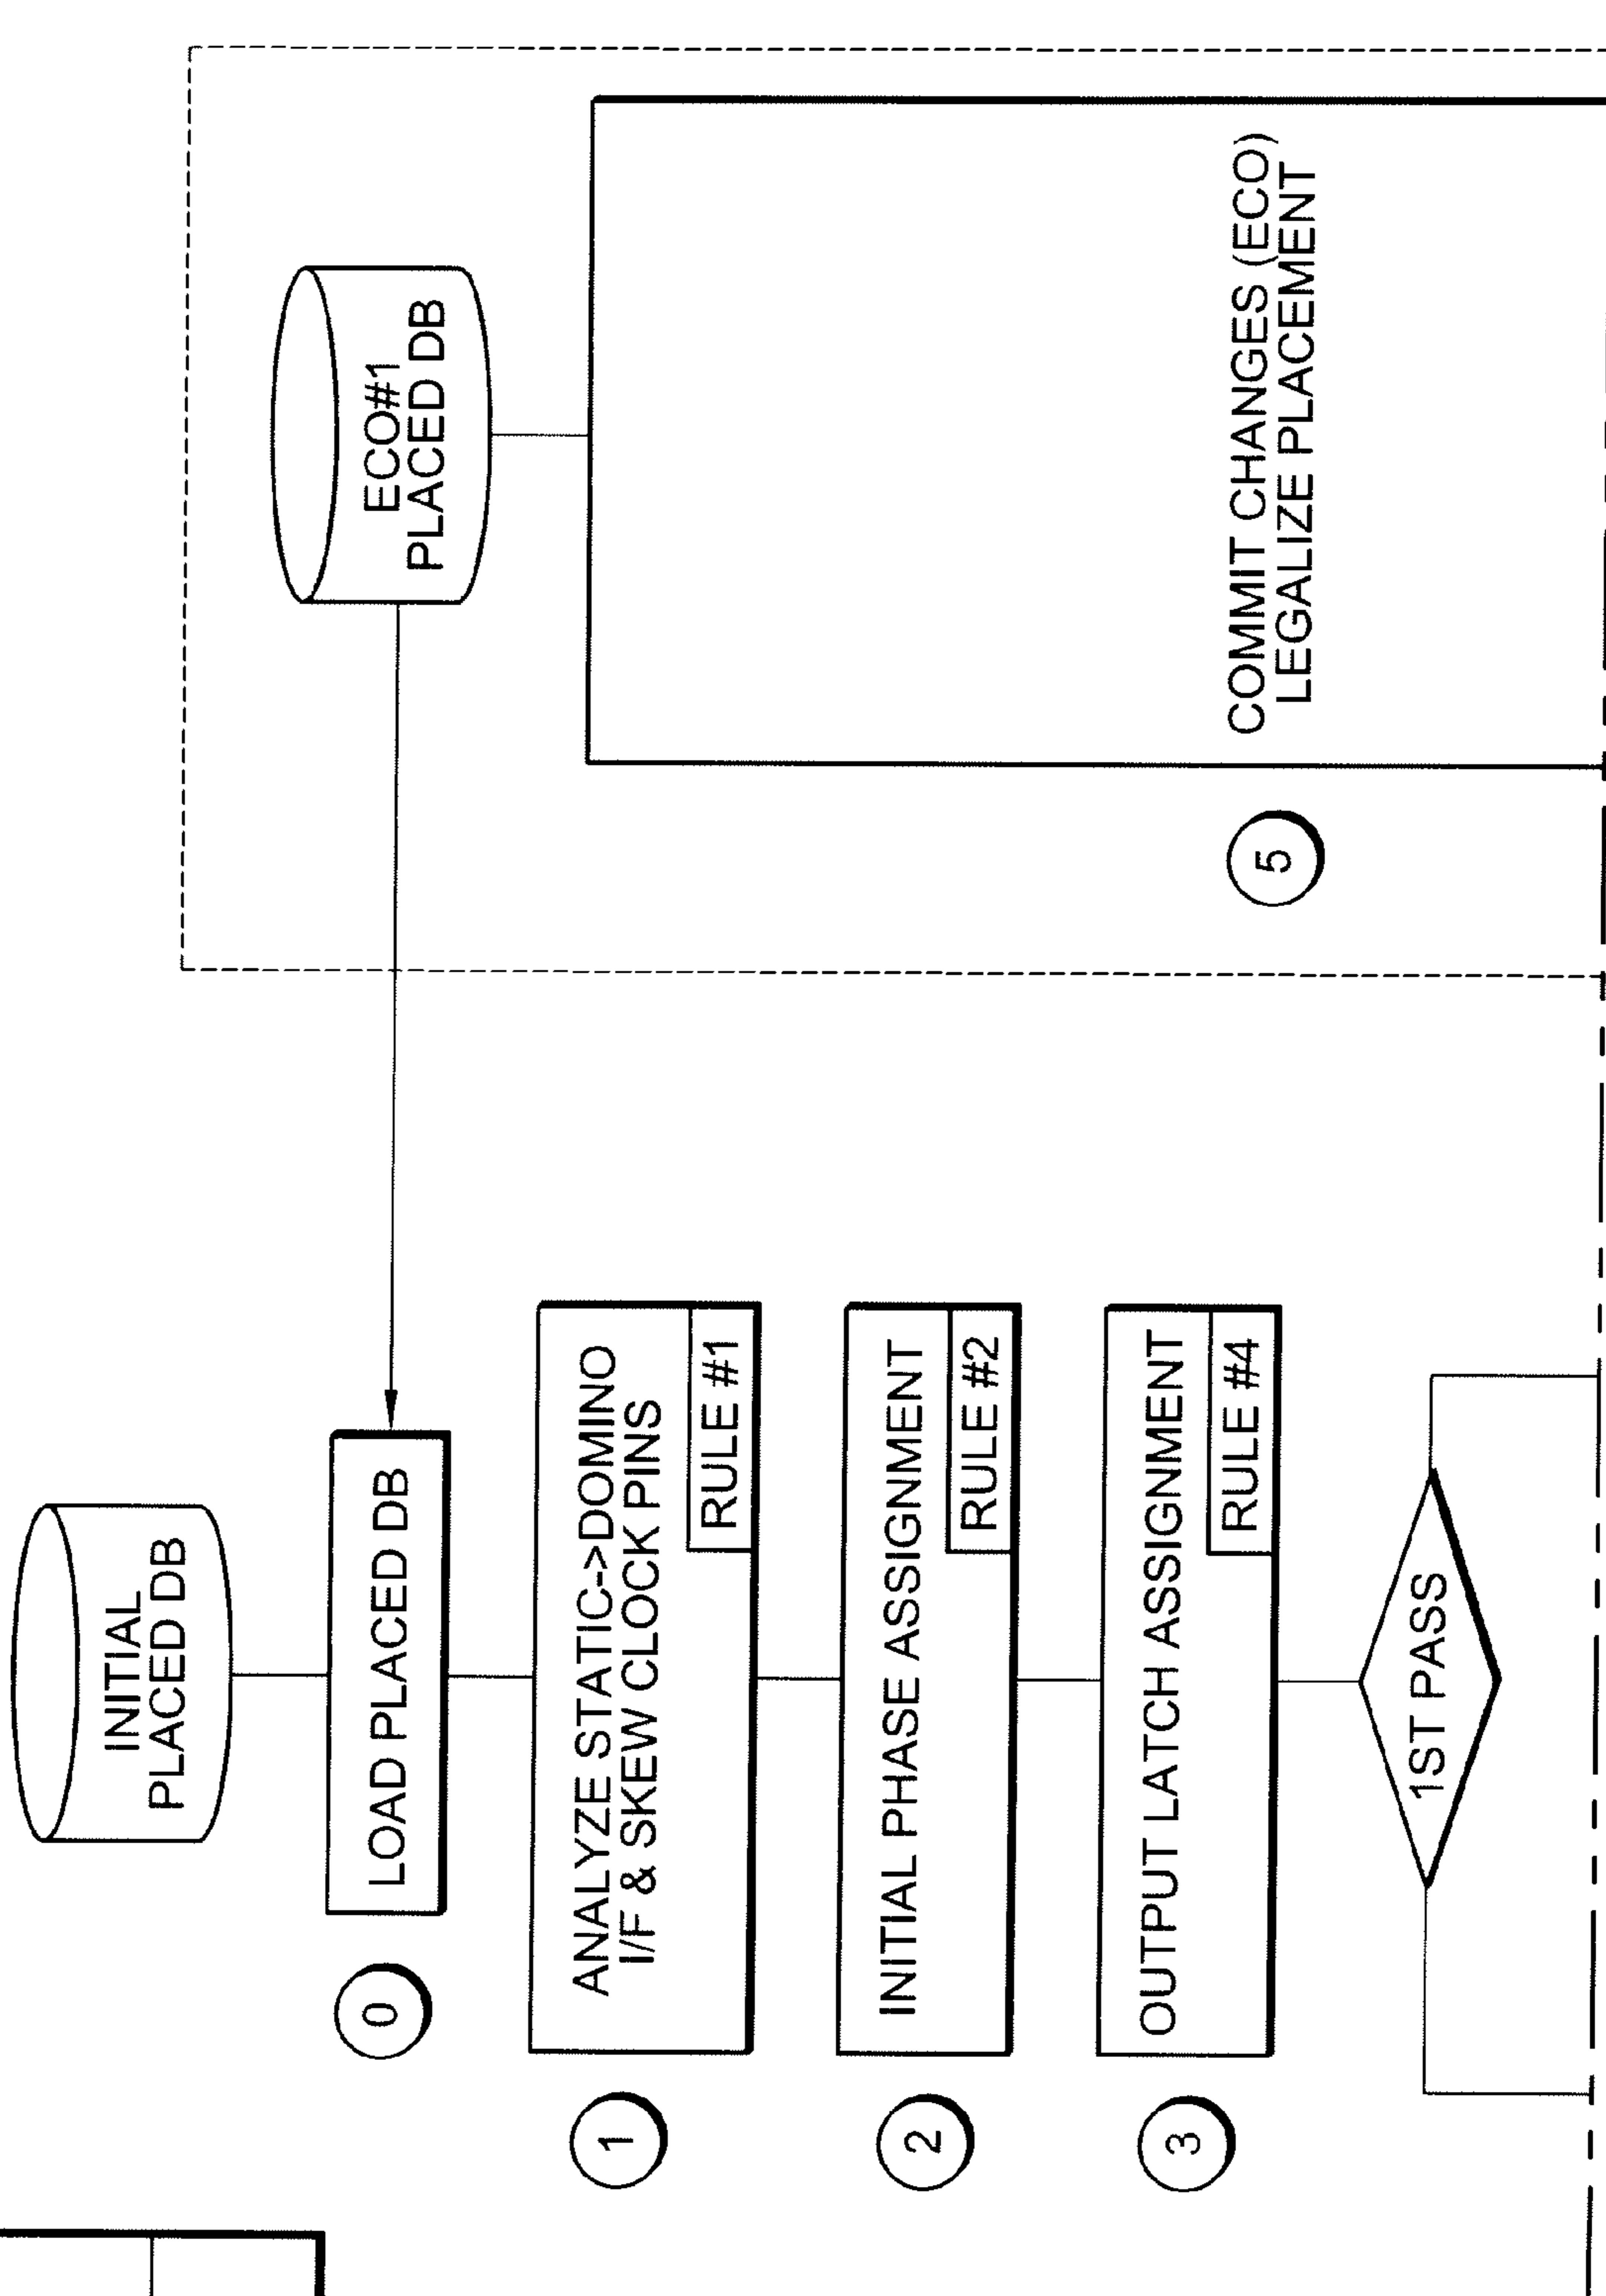 INITIAL
PLACED DB
0
LOAD PLACED DB
ECO#1
PLACED DB
1
ANALYZE STATIC->DOMINO
I/F & SKEW CLOCK PINS
RULE #1
2
INITIAL PHASE ASSIGNMENT
RULE #2
3
OUTPUT LATCH ASSIGNMENT
RULE #4
5
COMMIT CHANGES (ECO)
LEGALIZE PLACEMENT
1ST PASS